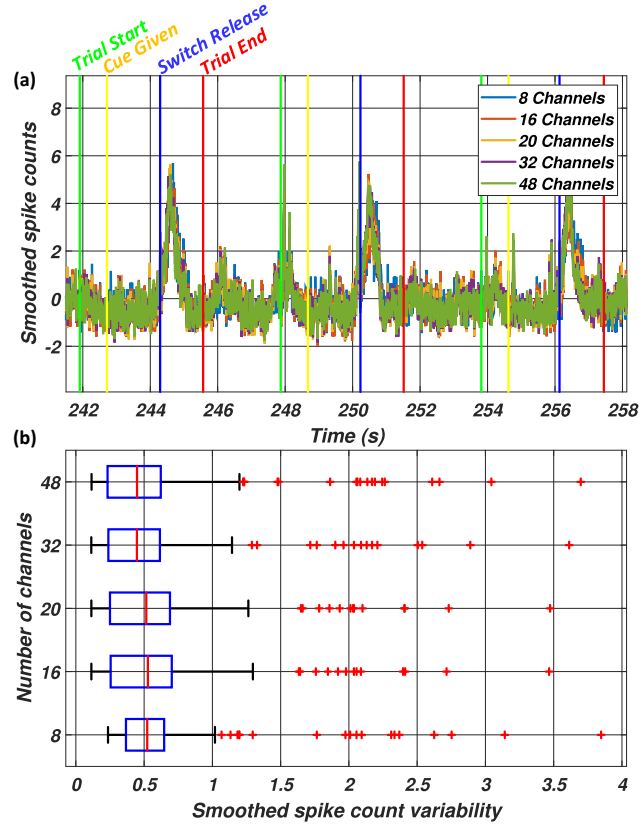 Trial Start
Cue Given
Switch Release
Trial End
(a)
Smoothed spike counts
8
6
4
2
0
-2
8 Channels
16 Channels
20 Channels
32 Channels
48 Channels
242 244 246 248 250 252 254 256 258
Time (s)
(b)
Number of channels
48
32
20
16
8
0 0.5 1 1.5 2 2.5 3 3.5 4
Smoothed spike count variability